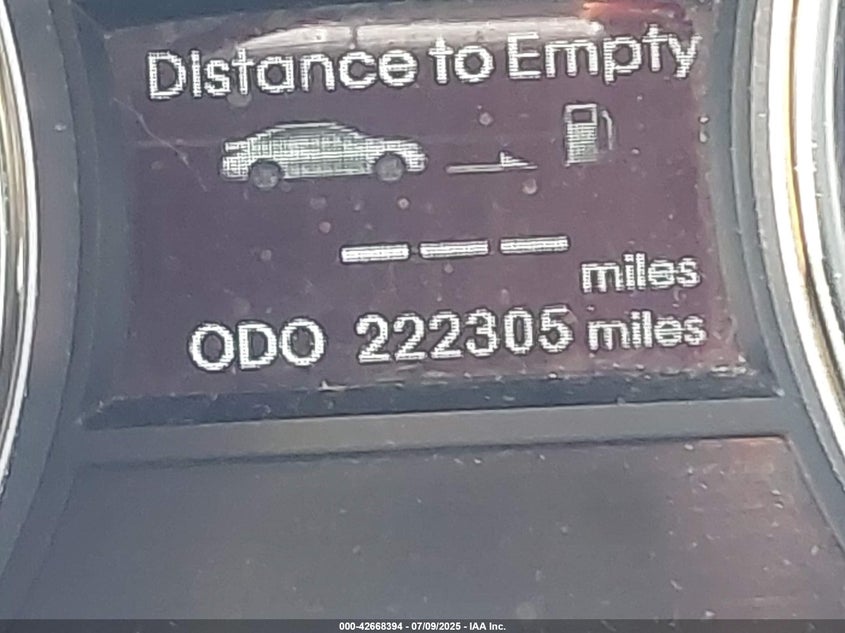 Distance to Empty
--- miles
ODO 222305 miles
000-42668394 - 07/09/2025 - IAA Inc.